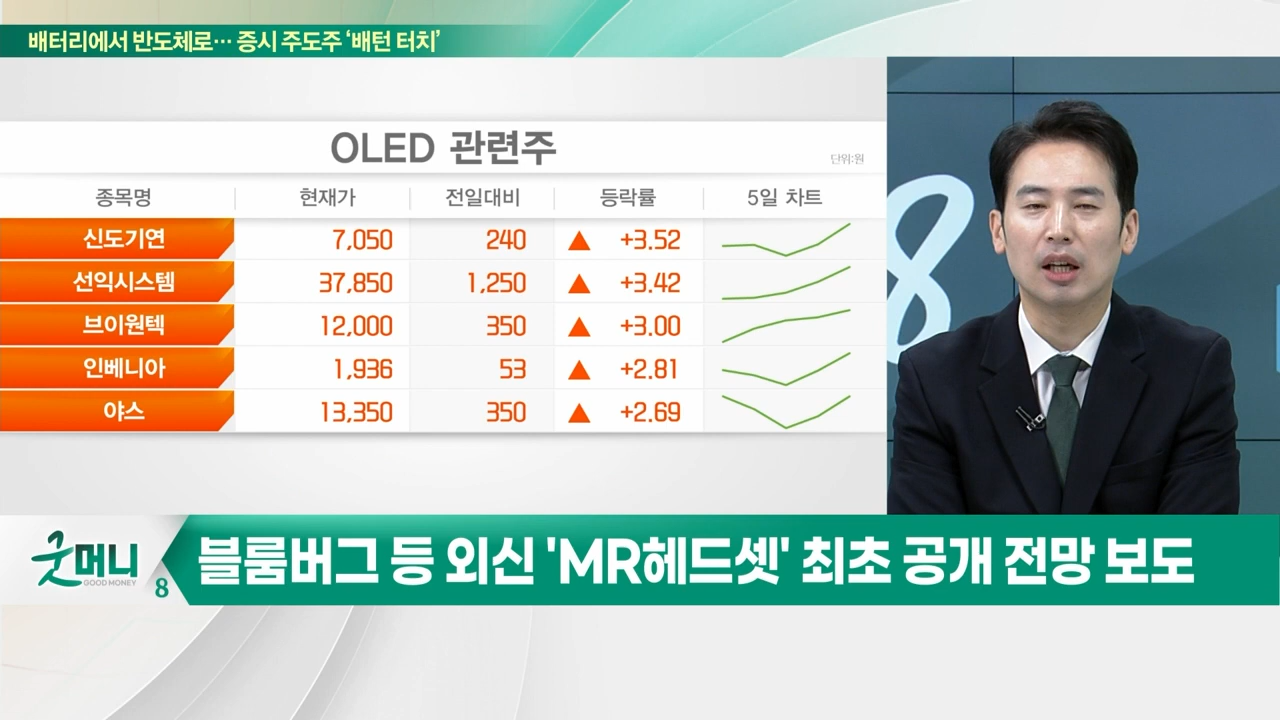 배터리에서 반도체로… 증시 주도주 ‘배턴 터치’
OLED 관련주
단위:원
종목명 현재가 전일대비 등락률 5일 차트
신도기연 7,050 240 ▲ +3.52
선익시스템 37,850 1,250 ▲ +3.42
브이원텍 12,000 350 ▲ +3.00
인베니아 1,936 53 ▲ +2.81
야스 13,350 350 ▲ +2.69
8
굿머니
GOOD MONEY
8
블룸버그 등 외신 'MR헤드셋' 최초 공개 전망 보도